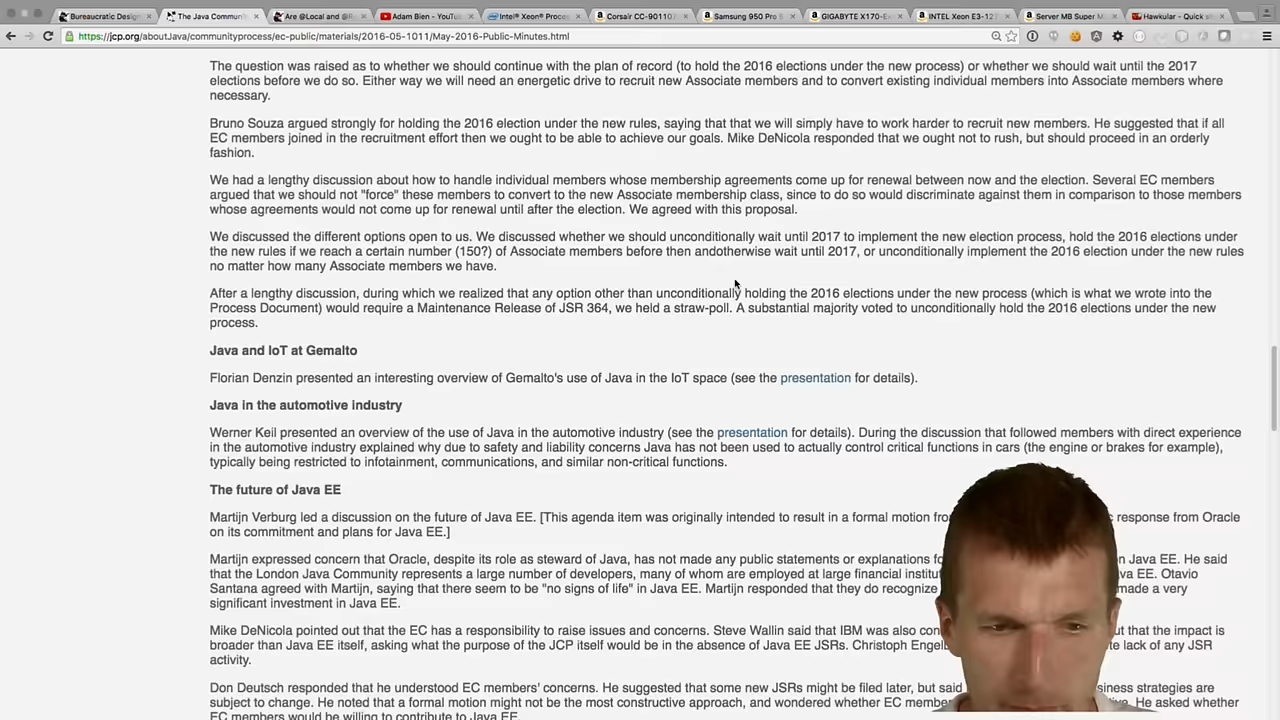 Bureaucratic Desig
The Java Commun
Are @Local and @R
Adam Bien - YouTu
Intel® Xeon® Proces
Corsair CC-90110
Samsung 950 Pro
GIGABYTE X170-Ex
INTEL Xeon E3-12
Server MB Super M
Hawkular - Quick s
https://jcp.org/aboutJava/communityprocess/ec-public/materials/2016-05-1011/May-2016-Public-Minutes.html
The question was raised as to whether we should continue with the plan of record (to hold the 2016 elections under the new process) or whether we should wait until the 2017
elections before we do so. Either way we will need an energetic drive to recruit new Associate members and to convert existing individual members into Associate members where
necessary.
Bruno Souza argued strongly for holding the 2016 election under the new rules, saying that that we will simply have to work harder to recruit new members. He suggested that if all
EC members joined in the recruitment effort then we ought to be able to achieve our goals. Mike DeNicola responded that we ought not to rush, but should proceed in an orderly
fashion.
We had a lengthy discussion about how to handle individual members whose membership agreements come up for renewal between now and the election. Several EC members
argued that we should not "force" these members to convert to the new Associate membership class, since to do so would discriminate against them in comparison to those members
whose agreements would not come up for renewal until after the election. We agreed with this proposal.
We discussed the different options open to us. We discussed whether we should unconditionally wait until 2017 to implement the new election process, hold the 2016 elections under
the new rules if we reach a certain number (150?) of Associate members before then andotherwise wait until 2017, or unconditionally implement the 2016 election under the new rules
no matter how many Associate members we have.
After a lengthy discussion, during which we realized that any option other than unconditionally holding the 2016 elections under the new process (which is what we wrote into the
Process Document) would require a Maintenance Release of JSR 364, we held a straw-poll. A substantial majority voted to unconditionally hold the 2016 elections under the new
process.
Java and IoT at Gemalto
Florian Denzin presented an interesting overview of Gemalto's use of Java in the IoT space (see the presentation for details).
Java in the automotive industry
Werner Keil presented an overview of the use of Java in the automotive industry (see the presentation for details). During the discussion that followed members with direct experience
in the automotive industry explained why due to safety and liability concerns Java has not been used to actually control critical functions in cars (the engine or brakes for example),
typically being restricted to infotainment, communications, and similar non-critical functions.
The future of Java EE
Martijn Verburg led a discussion on the future of Java EE. [This agenda item was originally intended to result in a formal motion fro response from Oracle
on its commitment and plans for Java EE.]
Martijn expressed concern that Oracle, despite its role as steward of Java, has not made any public statements or explanations fo n Java EE. He said
that the London Java Community represents a large number of developers, many of whom are employed at large financial institut va EE. Otavio
Santana agreed with Martijn, saying that there seem to be "no signs of life" in Java EE. Martijn responded that they do recognize made a very
significant investment in Java EE.
Mike DeNicola pointed out that the EC has a responsibility to raise issues and concerns. Steve Wallin said that IBM was also con ut that the impact is
broader than Java EE itself, asking what the purpose of the JCP itself would be in the absence of Java EE JSRs. Christoph Engelb te lack of any JSR
activity.
Don Deutsch responded that he understood EC members' concerns. He suggested that some new JSRs might be filed later, but said siness strategies are
subject to change. He noted that a formal motion might not be the most constructive approach, and wondered whether EC member . He asked whether
EC members would be willing to contribute to Java EE.